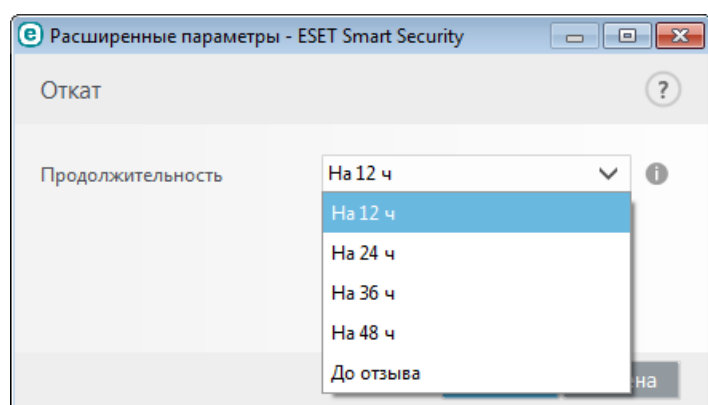 e Расширенные параметры - ESET Smart Security
Откат
?
Продолжительность На 12 ч i
На 12 ч
На 24 ч
На 36 ч
На 48 ч
До отзыва